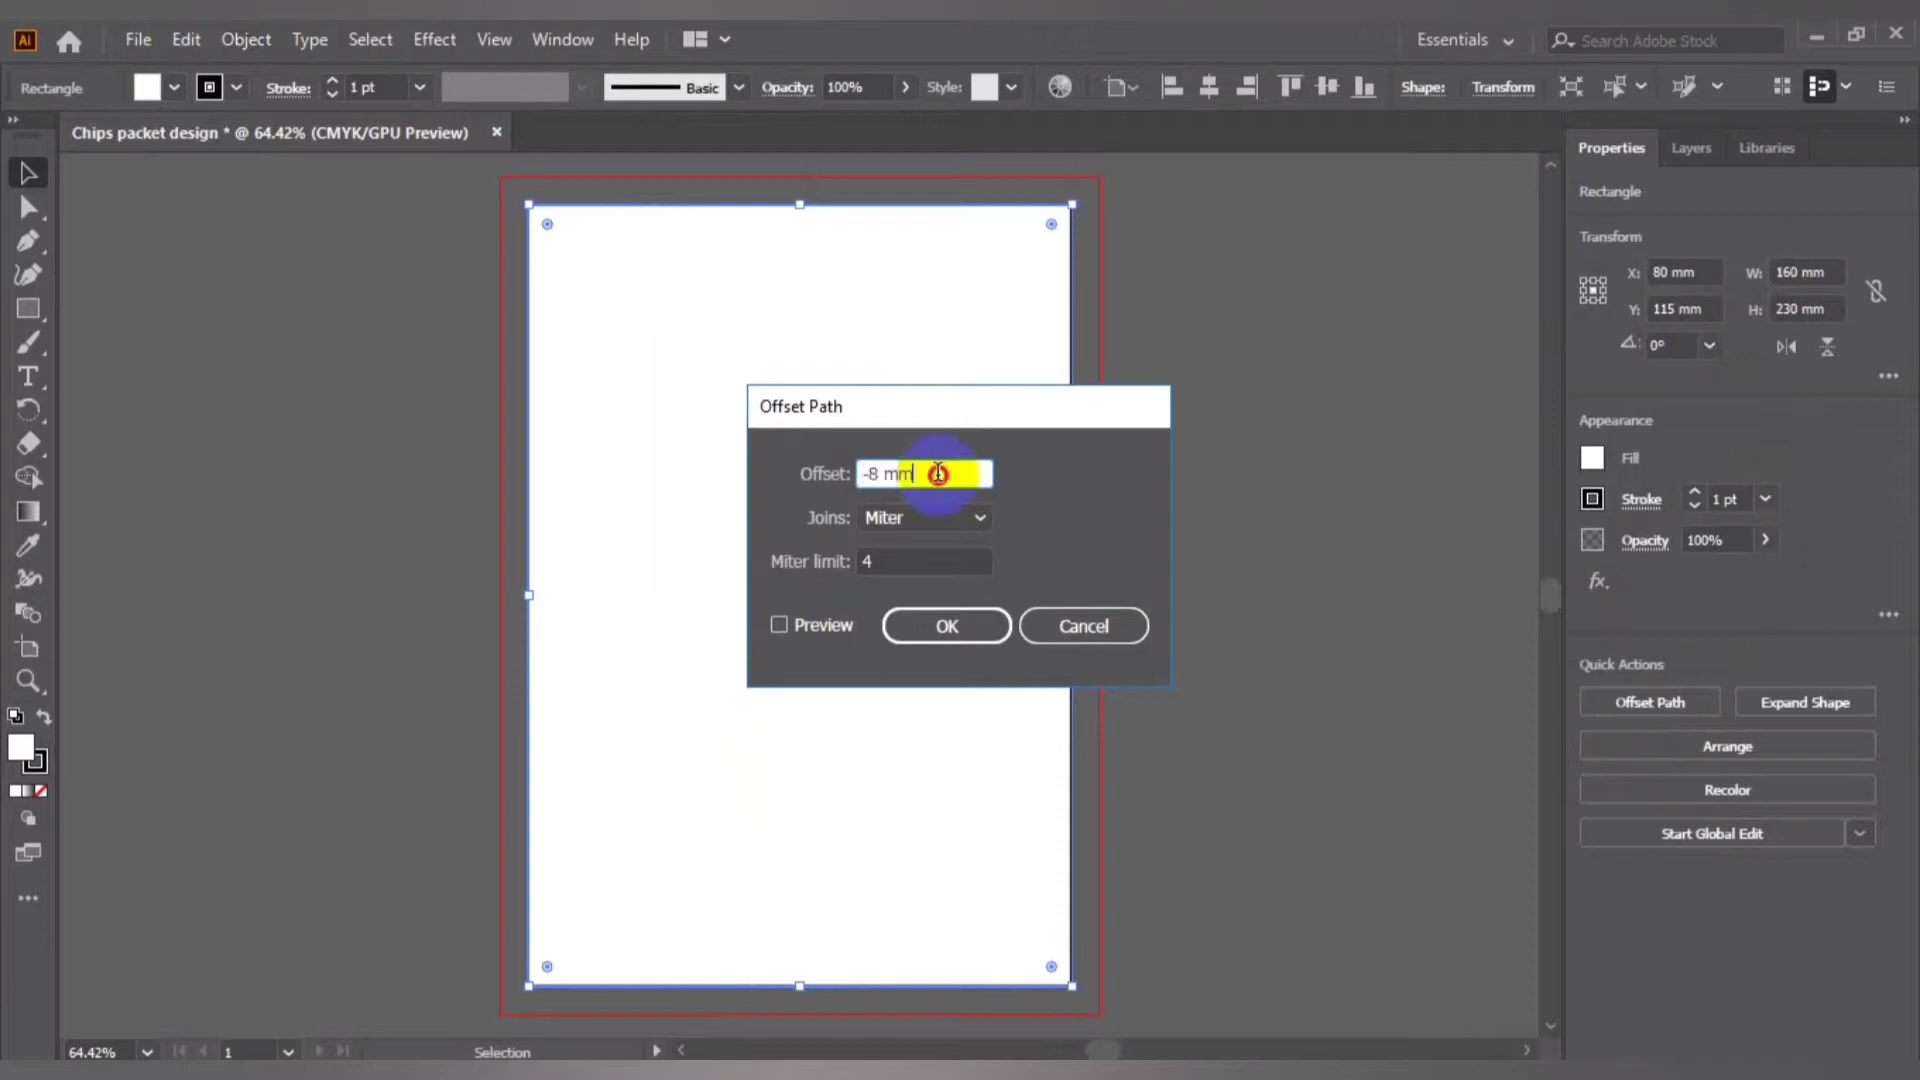 Ai File Edit Object Type Select Effect View Window Help Essentials Search Adobe Stock
Rectangle Stroke: 1 pt Basic Opacity: 100% Style: Shape: Transform
Chips packet design * @ 64.42% (CMYK/GPU Preview)
Properties Layers Libraries
Rectangle
Transform
X: 80 mm W: 160 mm
Y: 115 mm H: 230 mm
0°
Appearance
Fill
Stroke 1 pt
Opacity 100%
fx.
Quick Actions
Offset Path Expand Shape
Arrange
Recolor
Start Global Edit
Offset Path
Offset: -8 mm
Joins: Miter
Miter limit: 4
Preview OK Cancel
64.42% 1 Selection